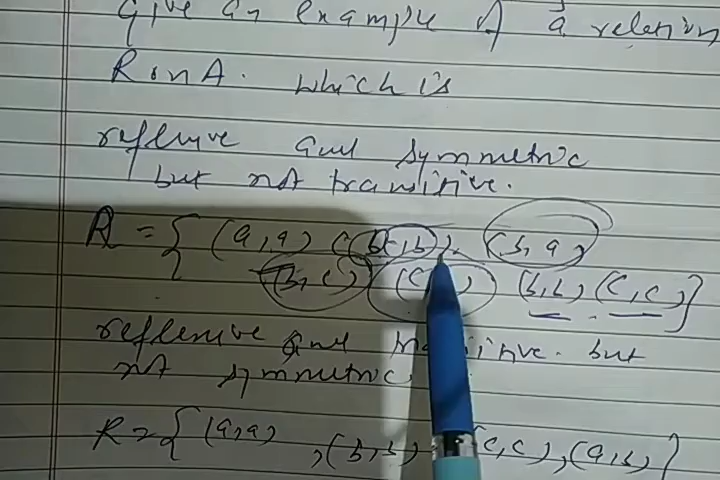 Give an example of a relation
R on A. which is
reflexive and symmetric
but not transitive.
R = { (a,a) (b, a)
(b, c) (b,b) (c, c) }
reflexive and but
not symmetric
R = { (a,a) , (b,b) (c,c) , (a,b) }